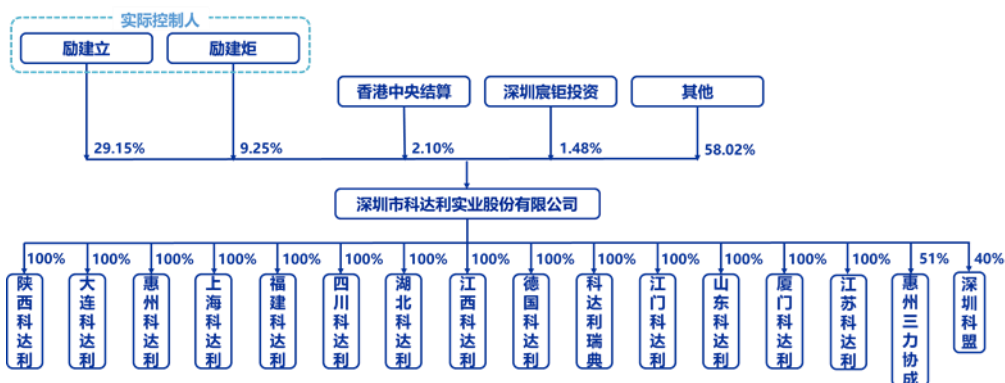 实际控制人
励建立
励建炬
香港中央结算
深圳宸钜投资
其他
29.15%
9.25%
2.10%
1.48%
58.02%
深圳市科达利实业股份有限公司
100%
100%
100%
100%
100%
100%
100%
100%
100%
100%
100%
100%
100%
100%
51%
40%
陕西科达利
大连科达利
惠州科达利
上海科达利
福建科达利
四川科达利
湖北科达利
江西科达利
德国科达利
科达利瑞典
江门科达利
山东科达利
厦门科达利
江苏科达利
惠州三力协成
深圳科盟